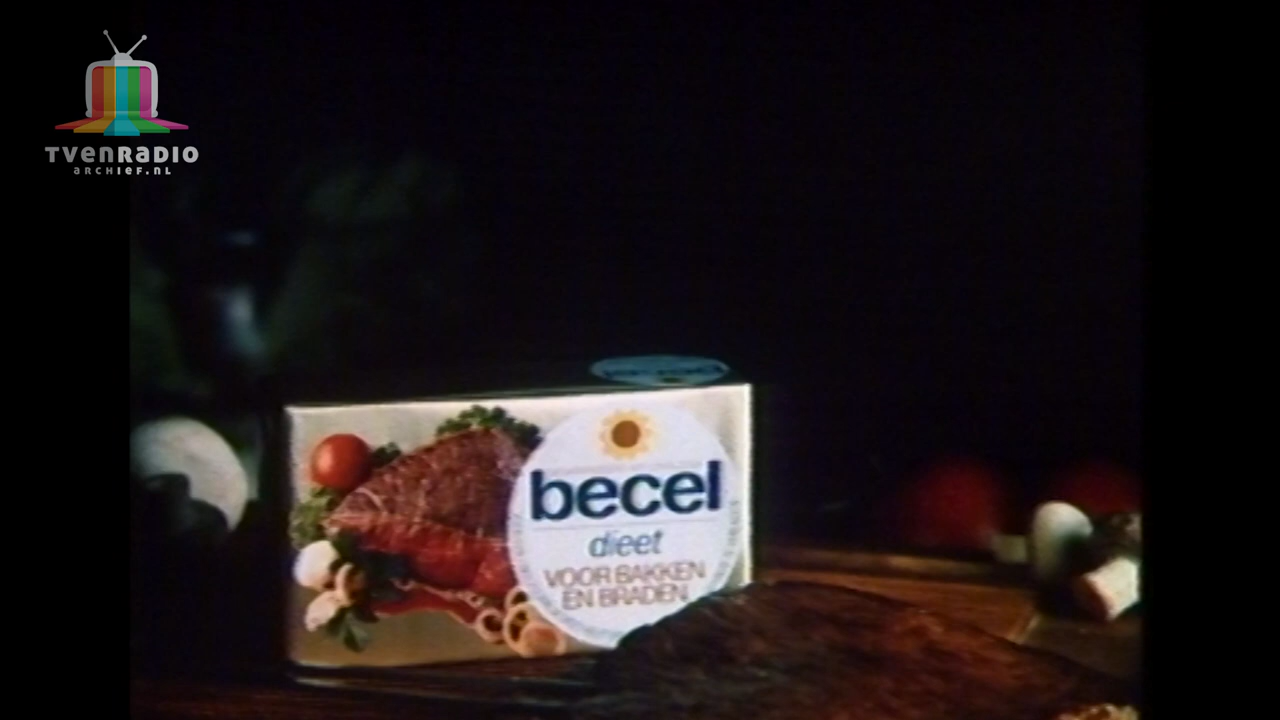 TVenRadio
ARCHIEF.NL
becel
dieet
VOOR BAKKEN
EN BRADEN